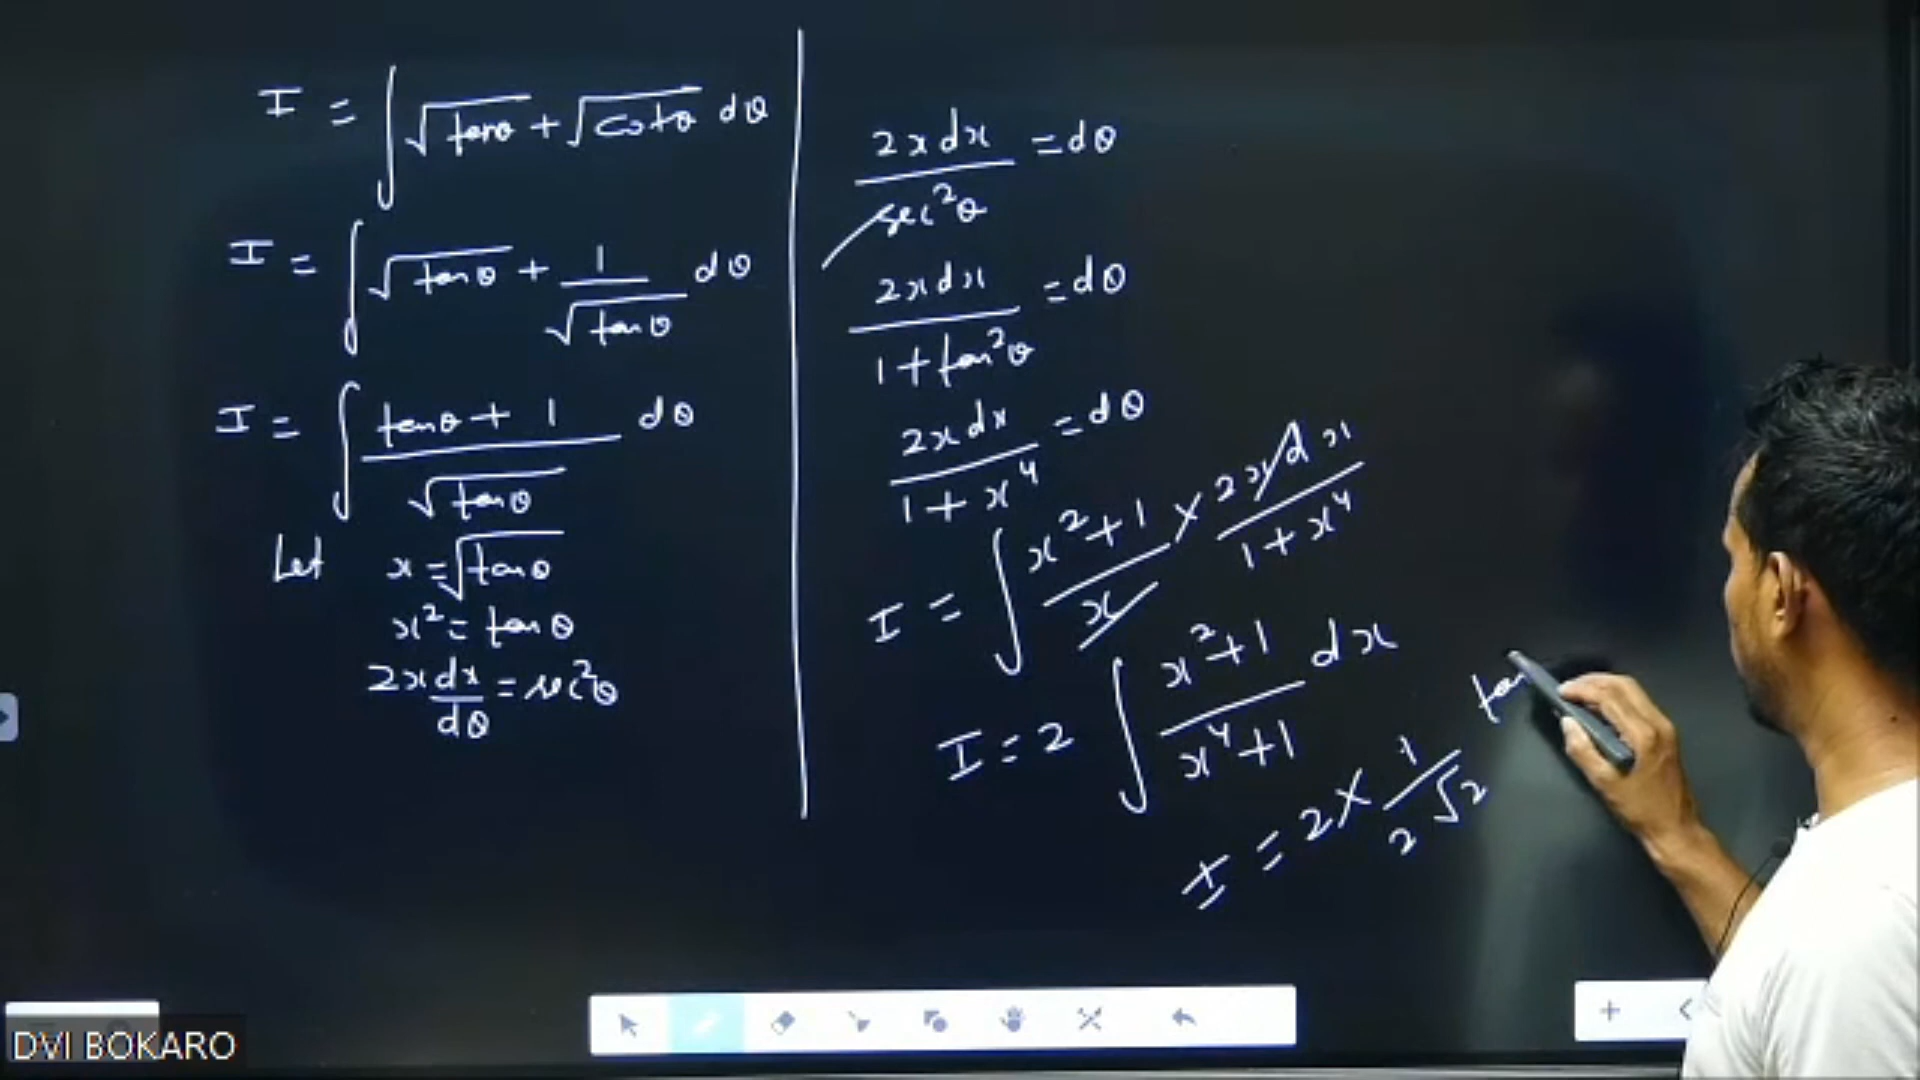 I = ∫ √tanθ + √cotθ dθ
I = ∫ √tanθ + 1/√tanθ dθ
I = ∫ (tanθ + 1)/√tanθ dθ
Let x = √tanθ
x² = tanθ
2x dx/dθ = sec²θ
2x dx / sec²θ = dθ
2x dx / 1 + tan²θ = dθ
2x dx / 1 + x⁴ = dθ
I = ∫ (x² + 1)/x × 2x dx / 1 + x⁴
I = 2 ∫ (x² + 1)/(x⁴ + 1) dx
I = 2 × 1/2√2 tan
DVI BOKARO